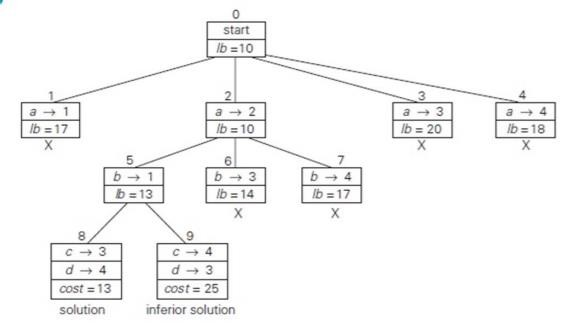 0
start
lb =10
1 2 3 4
a → 1 a → 2 a → 3 a → 4
lb = 17 lb = 10 lb = 20 lb = 18
X X X
5 6 7
b → 1 b → 3 b → 4
lb = 13 lb = 14 lb = 17
X X
8 9
c → 3 c → 4
d → 4 d → 3
cost = 13 cost = 25
solution inferior solution